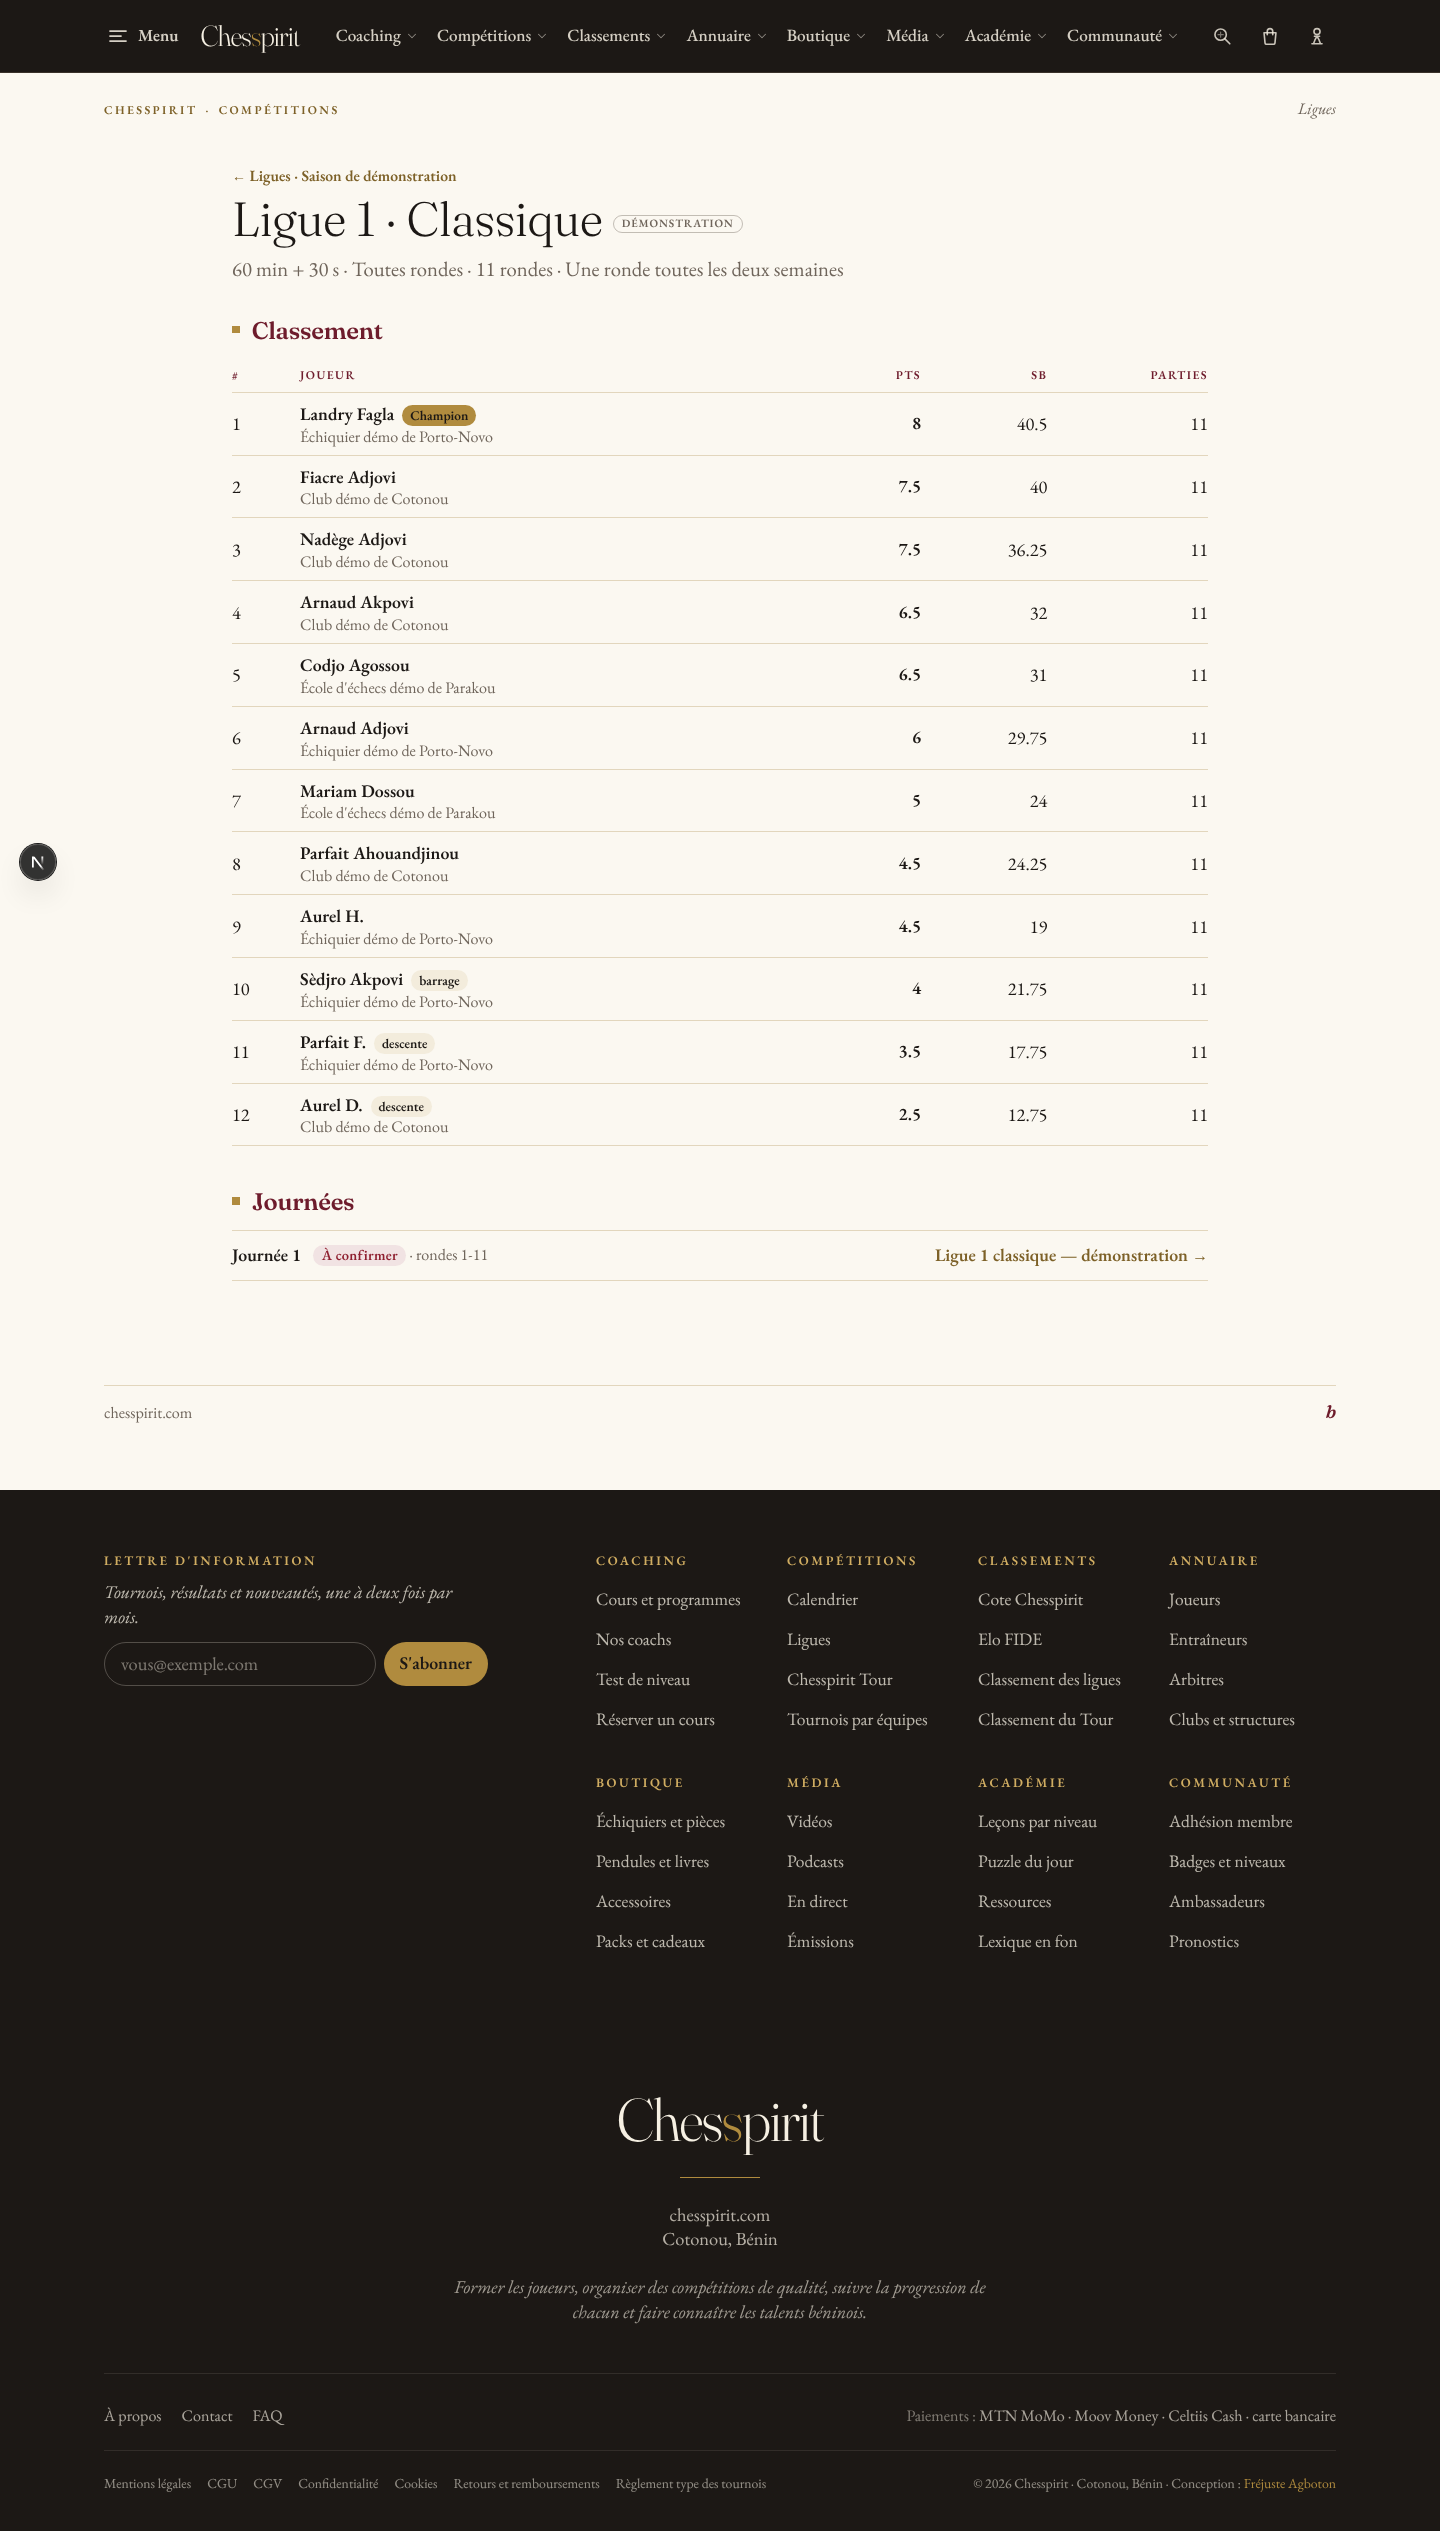 Menu Chesspirit Coaching Compétitions Classements Annuaire Boutique Média Académie Communauté
CHESSPIRIT · COMPÉTITIONS Ligues
← Ligues · Saison de démonstration
Ligue 1 · Classique DÉMONSTRATION
60 min + 30 s · Toutes rondes · 11 rondes · Une ronde toutes les deux semaines
Classement
# JOUEUR PTS SB PARTIES
1 Landry Fagla Champion 8 40.5 11
Échiquier démo de Porto-Novo
2 Fiacre Adjovi 7.5 40 11
Club démo de Cotonou
3 Nadège Adjovi 7.5 36.25 11
Club démo de Cotonou
4 Arnaud Akpovi 6.5 32 11
Club démo de Cotonou
5 Codjo Agossou 6.5 31 11
École d'échecs démo de Parakou
6 Arnaud Adjovi 6 29.75 11
Échiquier démo de Porto-Novo
7 Mariam Dossou 5 24 11
École d'échecs démo de Parakou
8 Parfait Ahouandjinou 4.5 24.25 11
Club démo de Cotonou
9 Aurel H. 4.5 19 11
Échiquier démo de Porto-Novo
10 Sèdjro Akpovi barrage 4 21.75 11
Échiquier démo de Porto-Novo
11 Parfait F. descente 3.5 17.75 11
Échiquier démo de Porto-Novo
12 Aurel D. descente 2.5 12.75 11
Club démo de Cotonou
Journées
Journée 1 À confirmer · rondes 1-11 Ligue 1 classique — démonstration →
chesspirit.com b
LETTRE D'INFORMATION
Tournois, résultats et nouveautés, une à deux fois par
mois.
vous@exemple.com S'abonner
COACHING COMPÉTITIONS CLASSEMENTS ANNUAIRE
Cours et programmes Calendrier Cote Chesspirit Joueurs
Nos coachs Ligues Elo FIDE Entraîneurs
Test de niveau Chesspirit Tour Classement des ligues Arbitres
Réserver un cours Tournois par équipes Classement du Tour Clubs et structures
BOUTIQUE MÉDIA ACADÉMIE COMMUNAUTÉ
Échiquiers et pièces Vidéos Leçons par niveau Adhésion membre
Pendules et livres Podcasts Puzzle du jour Badges et niveaux
Accessoires En direct Ressources Ambassadeurs
Packs et cadeaux Émissions Lexique en fon Pronostics
Chesspirit
chesspirit.com
Cotonou, Bénin
Former les joueurs, organiser des compétitions de qualité, suivre la progression de
chacun et faire connaître les talents béninois.
À propos Contact FAQ Paiements : MTN MoMo · Moov Money · Celtiis Cash · carte bancaire
Mentions légales CGU CGV Confidentialité Cookies Retours et remboursements Règlement type des tournois © 2026 Chesspirit · Cotonou, Bénin · Conception : Fréjuste Agboton